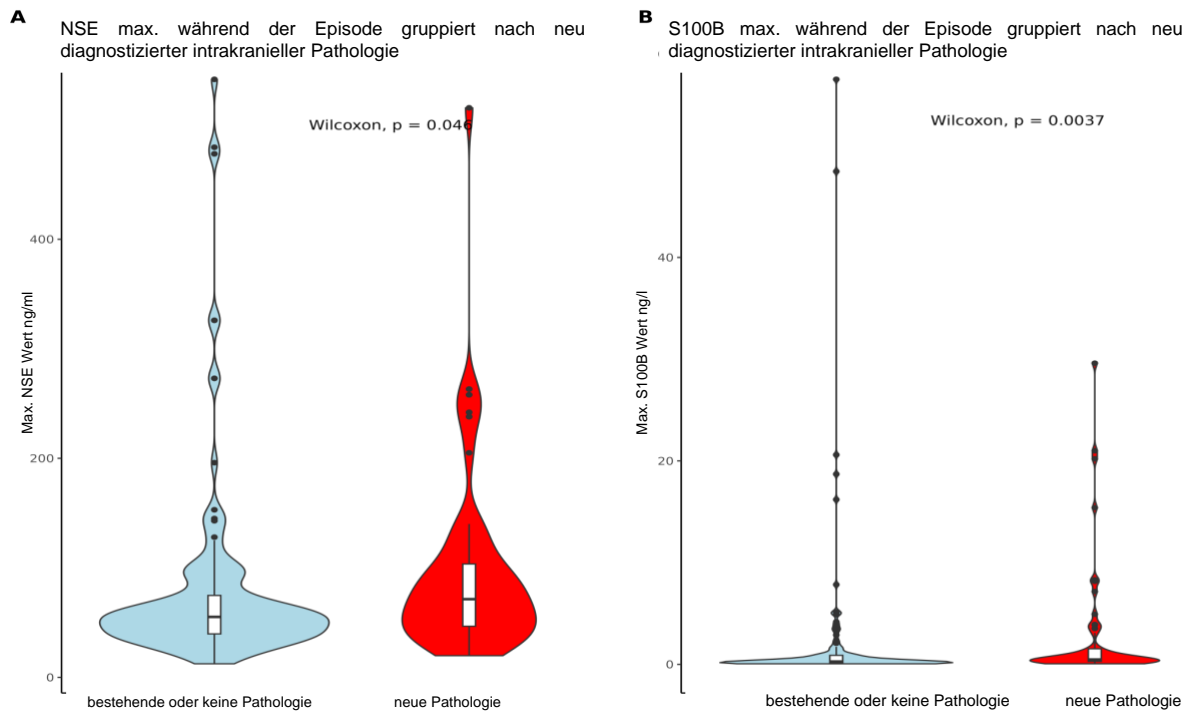 A
NSE max. während der Episode gruppiert nach neu
diagnostizierter intrakranieller Pathologie
Wilcoxon, p = 0.046
Max. NSE Wert ng/ml
400
200
0
bestehende oder keine Pathologie
neue Pathologie
B
S100B max. während der Episode gruppiert nach neu
diagnostizierter intrakranieller Pathologie
Wilcoxon, p = 0.0037
Max. S100B Wert ng/l
40
20
0
bestehende oder keine Pathologie
neue Pathologie